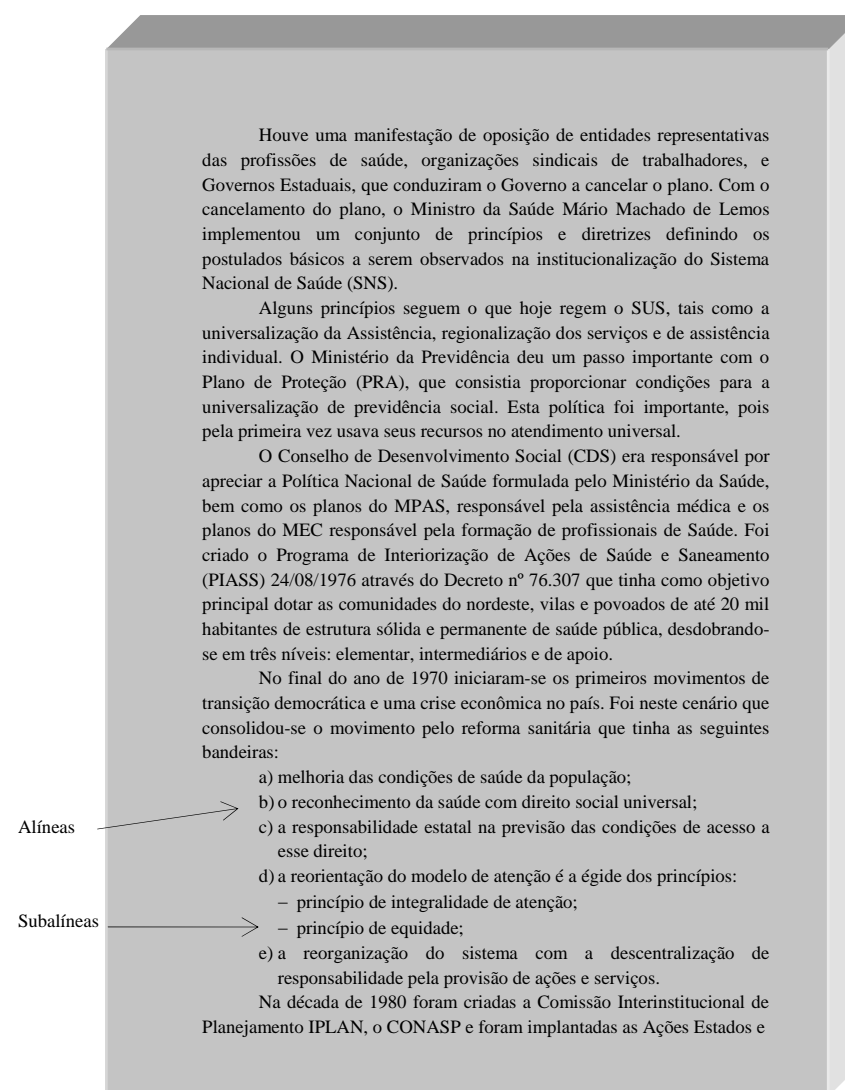 Houve uma manifestação de oposição de entidades representativas
das profissões de saúde, organizações sindicais de trabalhadores, e
Governos Estaduais, que conduziram o Governo a cancelar o plano. Com o
cancelamento do plano, o Ministro da Saúde Mário Machado de Lemos
implementou um conjunto de princípios e diretrizes definindo os
postulados básicos a serem observados na institucionalização do Sistema
Nacional de Saúde (SNS).
Alguns princípios seguem o que hoje regem o SUS, tais como a
universalização da Assistência, regionalização dos serviços e de assistência
individual. O Ministério da Previdência deu um passo importante com o
Plano de Proteção (PRA), que consistia proporcionar condições para a
universalização de previdência social. Esta política foi importante, pois
pela primeira vez usava seus recursos no atendimento universal.
O Conselho de Desenvolvimento Social (CDS) era responsável por
apreciar a Política Nacional de Saúde formulada pelo Ministério da Saúde,
bem como os planos do MPAS, responsável pela assistência médica e os
planos do MEC responsável pela formação de profissionais de Saúde. Foi
criado o Programa de Interiorização de Ações de Saúde e Saneamento
(PIASS) 24/08/1976 através do Decreto nº 76.307 que tinha como objetivo
principal dotar as comunidades do nordeste, vilas e povoados de até 20 mil
habitantes de estrutura sólida e permanente de saúde pública, desdobrando-
se em três níveis: elementar, intermediários e de apoio.
No final do ano de 1970 iniciaram-se os primeiros movimentos de
transição democrática e uma crise econômica no país. Foi neste cenário que
consolidou-se o movimento pelo reforma sanitária que tinha as seguintes
bandeiras:
a) melhoria das condições de saúde da população;
b) o reconhecimento da saúde com direito social universal;
Alíneas
c) a responsabilidade estatal na previsão das condições de acesso a
esse direito;
d) a reorientação do modelo de atenção é a égide dos princípios:
– princípio de integralidade de atenção;
Subalíneas
– princípio de equidade;
e) a reorganização do sistema com a descentralização de
responsabilidade pela provisão de ações e serviços.
Na década de 1980 foram criadas a Comissão Interinstitucional de
Planejamento IPLAN, o CONASP e foram implantadas as Ações Estados e